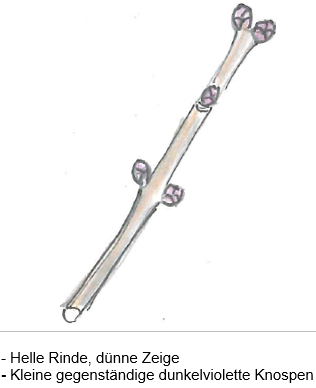 - Helle Rinde, dünne Zeige
- Kleine gegenständige dunkelviolette Knospen